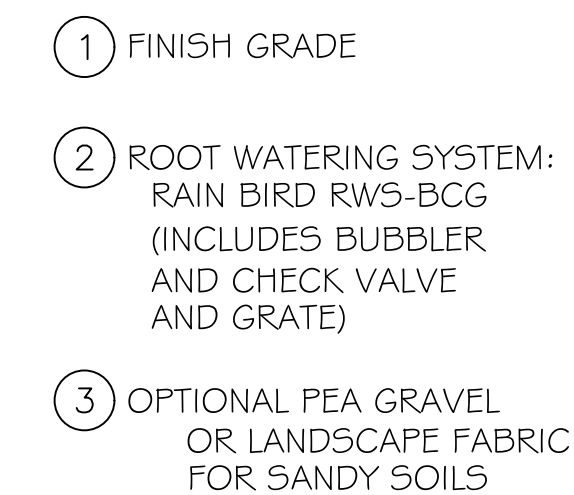 1 FINISH GRADE
2 ROOT WATERING SYSTEM:
RAIN BIRD RWS-BCG
(INCLUDES BUBBLER
AND CHECK VALVE
AND GRATE)
3 OPTIONAL PEA GRAVEL
OR LANDSCAPE FABRIC
FOR SANDY SOILS